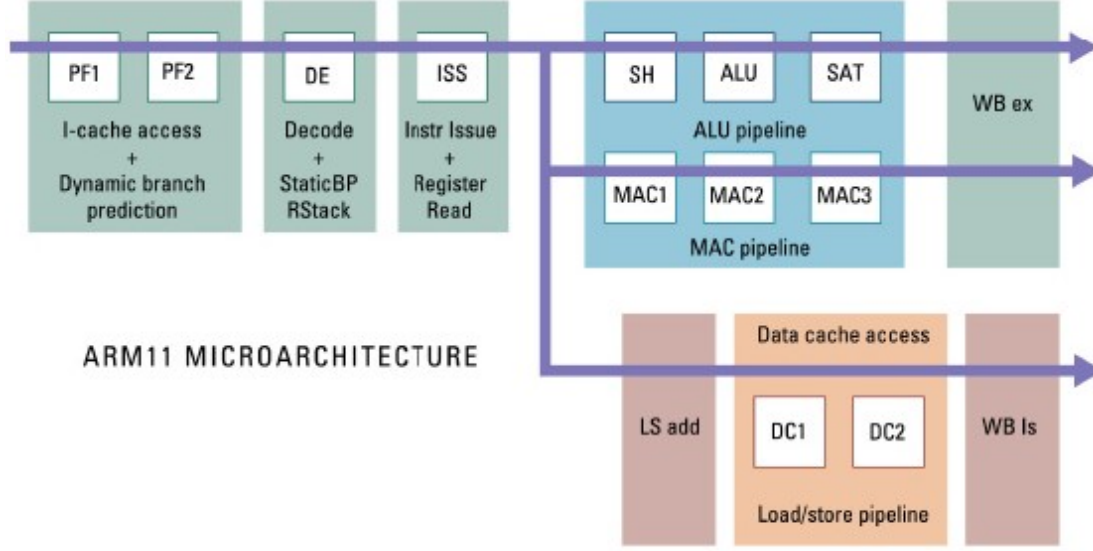 PF1
PF2
I-cache access
+
Dynamic branch
prediction
DE
Decode
+
StaticBP
RStack
ISS
Instr Issue
+
Register
Read
SH
ALU
SAT
ALU pipeline
MAC1
MAC2
MAC3
MAC pipeline
WB ex
ARM11 MICROARCHITECTURE
LS add
Data cache access
DC1
DC2
Load/store pipeline
WB ls